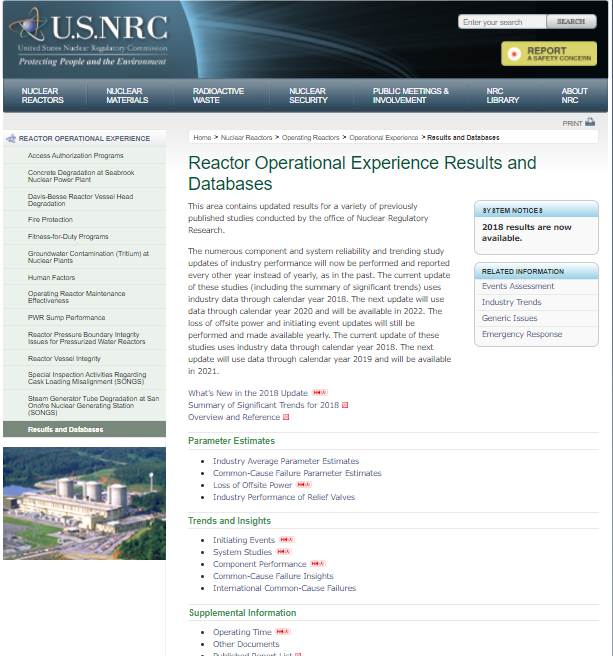 U.S.NRC
United States Nuclear Regulatory Commission
Protecting People and the Environment
Enter your search
SEARCH
REPORT
A SAFETY CONCERN
NUCLEAR
REACTORS
NUCLEAR
MATERIALS
RADIOACTIVE
WASTE
NUCLEAR
SECURITY
PUBLIC MEETINGS &
INVOLVEMENT
NRC
LIBRARY
ABOUT
NRC
PRINT
REACTOR OPERATIONAL EXPERIENCE
Access Authorization Programs
Concrete Degradation at Seabrook
Nuclear Power Plant
Davis-Besse Reactor Vessel Head
Degradation
Fire Protection
Fitness-for-Duty Programs
Groundwater Contamination (Tritium) at
Nuclear Plants
Human Factors
Operating Reactor Maintenance
Effectiveness
PWR Sump Performance
Reactor Pressure Boundary Integrity
Issues for Pressurized Water Reactors
Reactor Vessel Integrity
Special Inspection Activities Regarding
Cask Loading Misalignment (SONGS)
Steam Generator Tube Degradation at San
Onofre Nuclear Generating Station
(SONGS)
Results and Databases
Home > Nuclear Reactors > Operating Reactors > Operational Experience > Results and Databases
Reactor Operational Experience Results and
Databases
This area contains updated results for a variety of previously
published studies conducted by the office of Nuclear Regulatory
Research.
The numerous component and system reliability and trending study
updates of industry performance will now be performed and reported
every other year instead of yearly, as in the past. The current update
of these studies (including the summary of significant trends) uses
industry data through calendar year 2018. The next update will use
data through calendar year 2020 and will be available in 2022. The
loss of offsite power and initiating event updates will still be
performed and made available yearly. The current update of these
studies uses industry data through calendar year 2018. The next
update will use data through calendar year 2019 and will be available
in 2021.
SYSTEM NOTICES
2018 results are now
available.
RELATED INFORMATION
Events Assessment
Industry Trends
Generic Issues
Emergency Response
What's New in the 2018 Update
Summary of Significant Trends for 2018
Overview and Reference
Parameter Estimates
• Industry Average Parameter Estimates
• Common-Cause Failure Parameter Estimates
• Loss of Offsite Power
• Industry Performance of Relief Valves
Trends and Insights
• Initiating Events
• System Studies
• Component Performance
• Common-Cause Failure Insights
• International Common-Cause Failures
Supplemental Information
• Operating Time
• Other Documents
• Published Report List